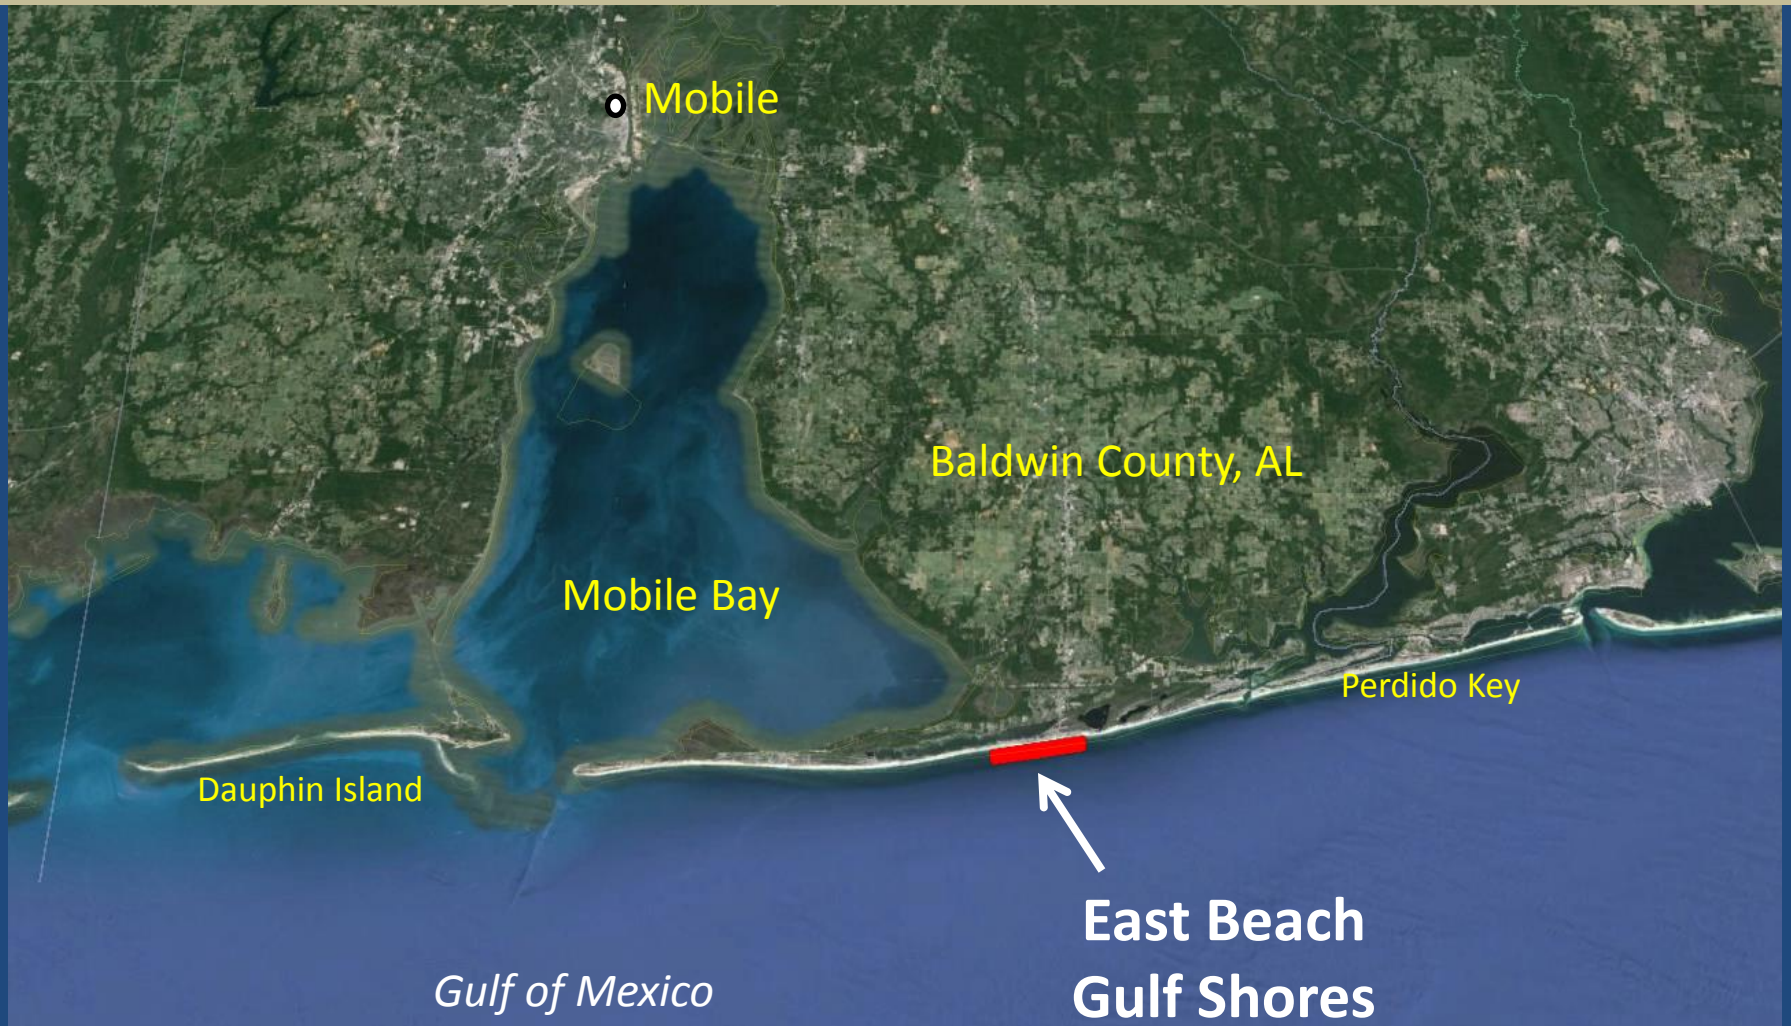 Mobile
Baldwin County, AL
Mobile Bay
Perdido Key
Dauphin Island
East Beach
Gulf Shores
Gulf of Mexico